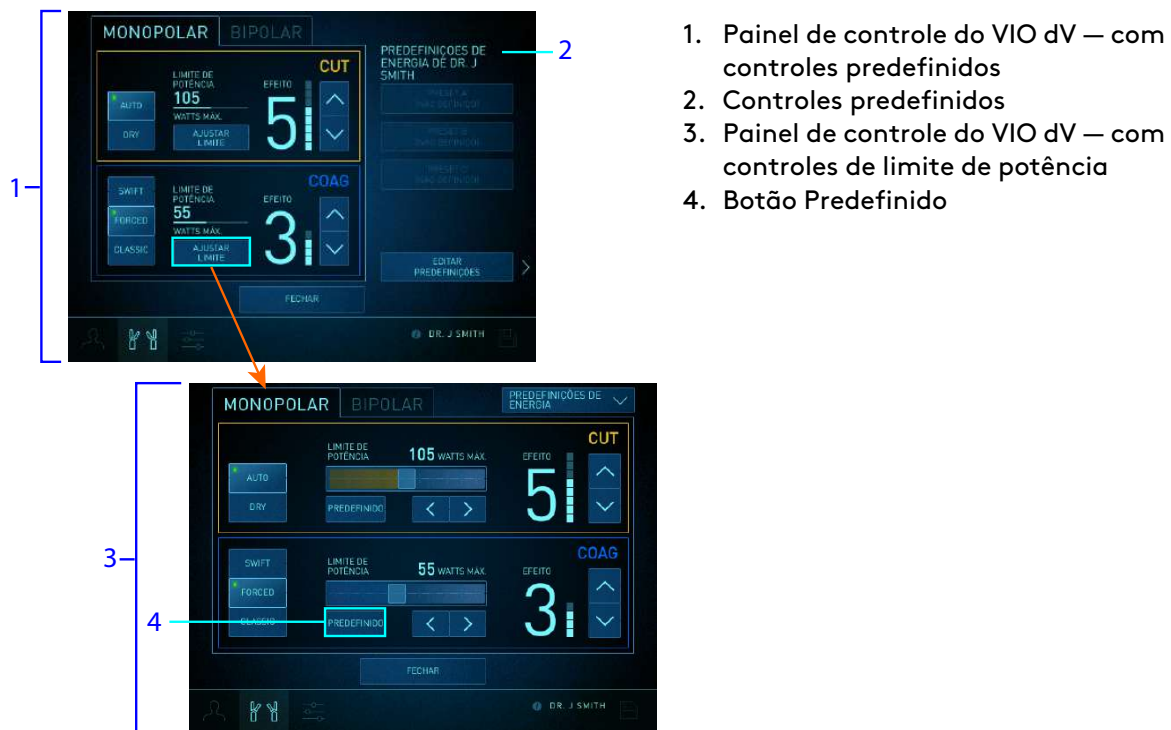 MONOPOLAR BIPOLAR
PREDEFINIÇOES DE
ENERGIA DE DR. J
SMITH
2
CUT
LIMITE DE
POTÊNCIA
105
WATTS MÁX.
EFEITO
5
AUTO
DRY
AJUSTAR
LIMITE
1
COAG
SWIFT
FORCED
CLASSIC
LIMITE DE
POTÊNCIA
55
WATTS MÁX.
EFEITO
3
AJUSTAR
LIMITE
EDITAR
PREDEFINIÇÕES
FECHAR
DR. J SMITH
3
MONOPOLAR BIPOLAR
PREDEFINIÇÕES DE
ENERGIA
CUT
LIMITE DE
POTÊNCIA
105 WATTS MÁX.
EFEITO
5
AUTO
DRY
PREDEFINIDO
COAG
SWIFT
FORCED
CLASSIC
LIMITE DE
POTÊNCIA
55 WATTS MÁX.
EFEITO
3
4
PREDEFINIDO
FECHAR
DR. J SMITH
1. Painel de controle do VIO dV — com
controles predefinidos
2. Controles predefinidos
3. Painel de controle do VIO dV — com
controles de limite de potência
4. Botão Predefinido